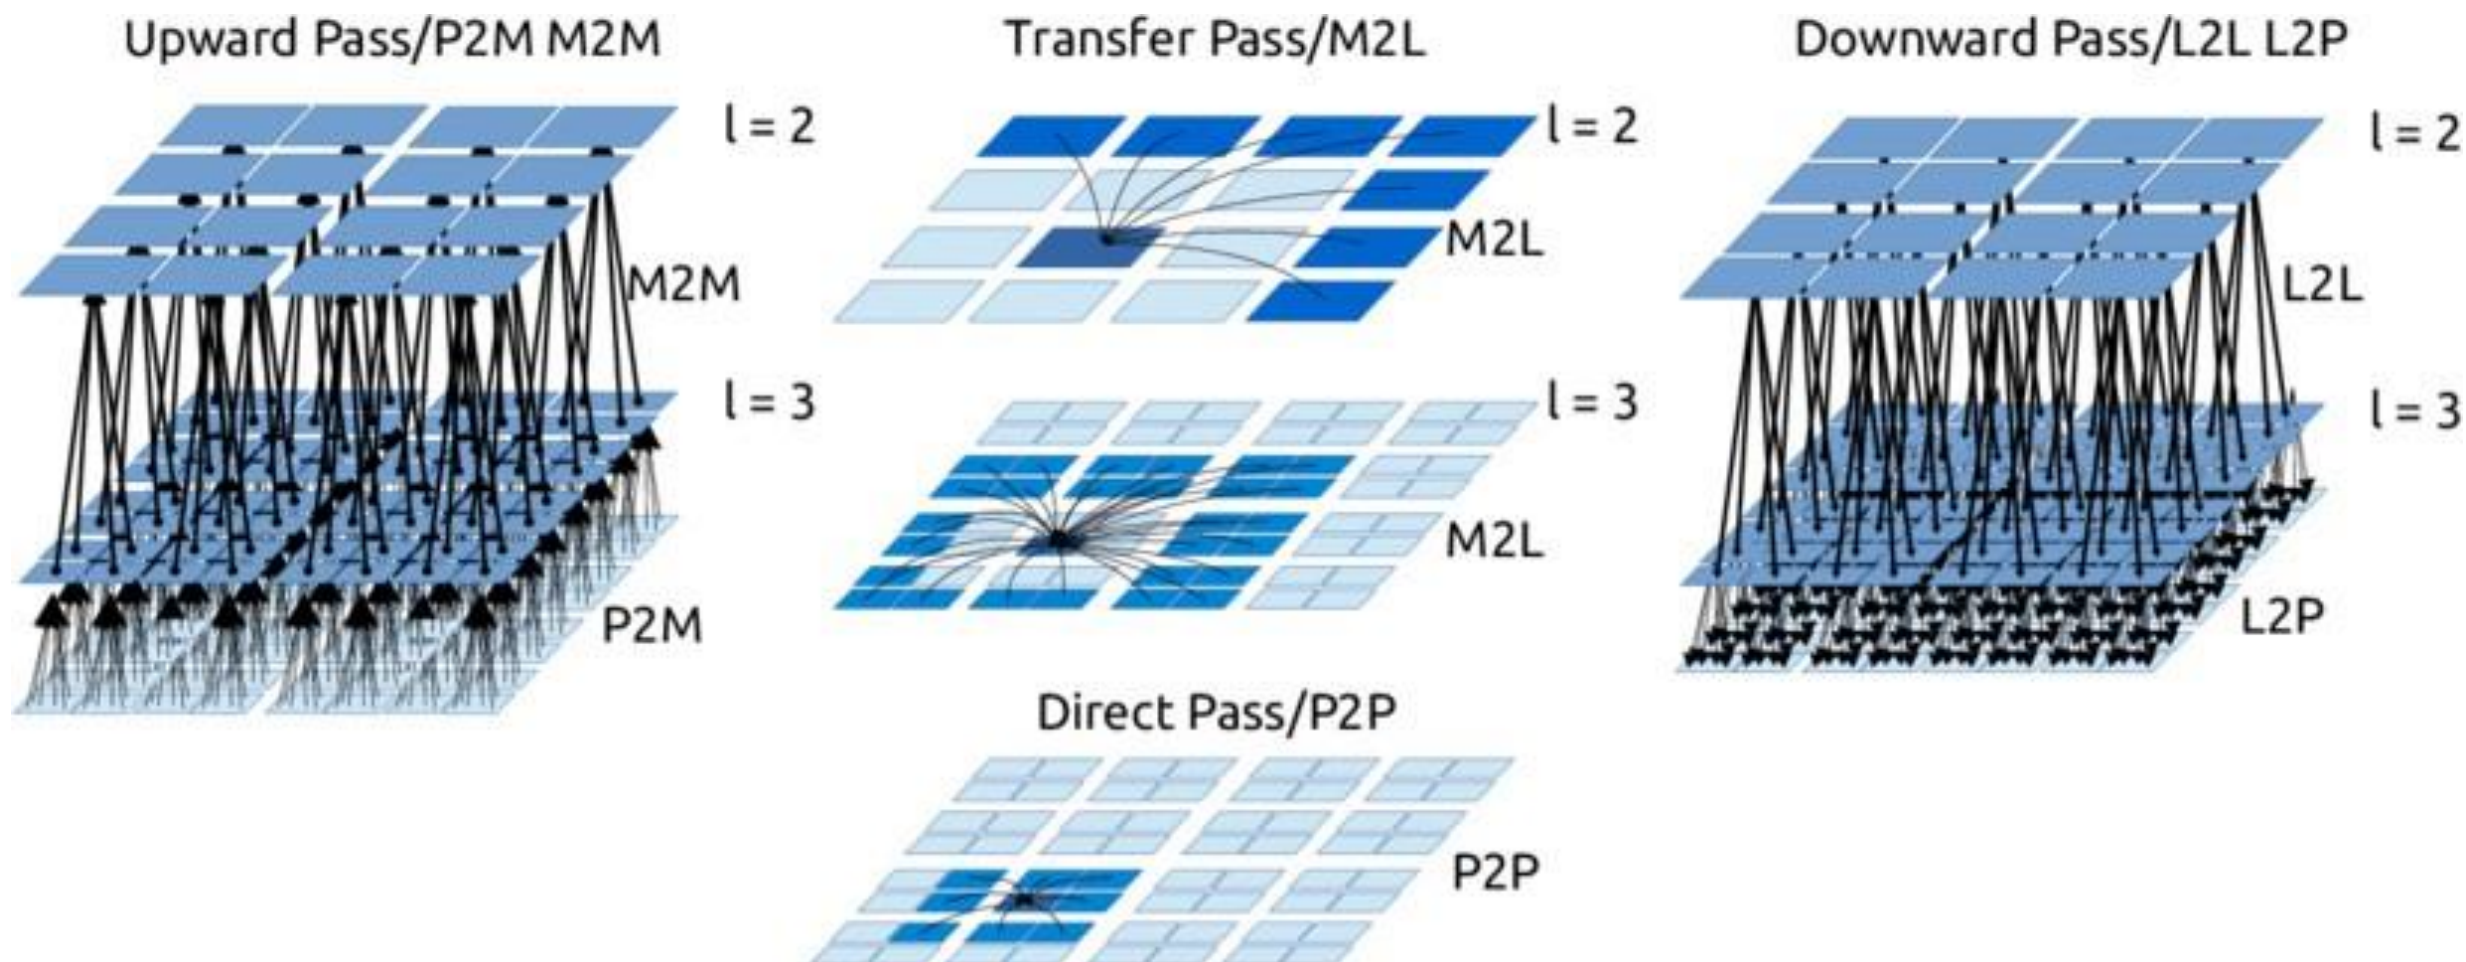 Upward Pass/P2M M2M
l = 2
M2M
l = 3
P2M
Transfer Pass/M2L
l = 2
M2L
l = 3
M2L
Direct Pass/P2P
P2P
Downward Pass/L2L L2P
l = 2
L2L
l = 3
L2P